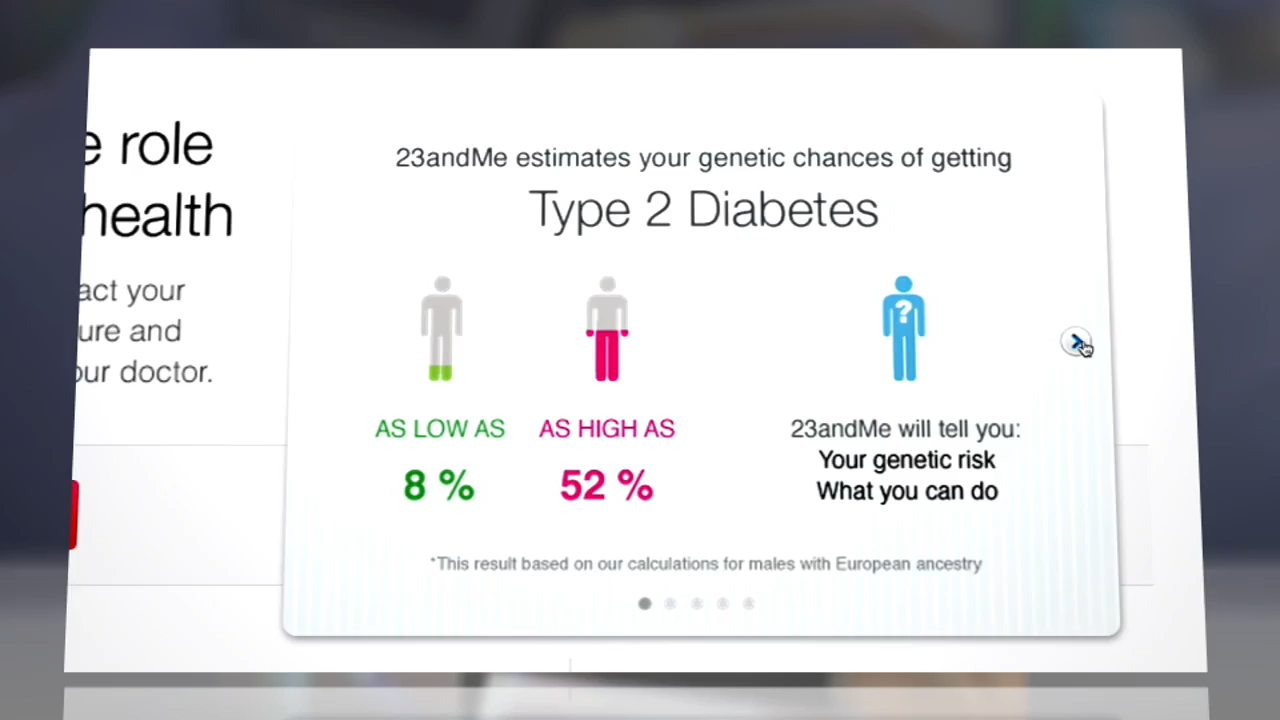 e role
health
act your
ure and
our doctor.
23andMe estimates your genetic chances of getting
Type 2 Diabetes
?
AS LOW AS
8 %
AS HIGH AS
52 %
23andMe will tell you:
Your genetic risk
What you can do
*This result based on our calculations for males with European ancestry